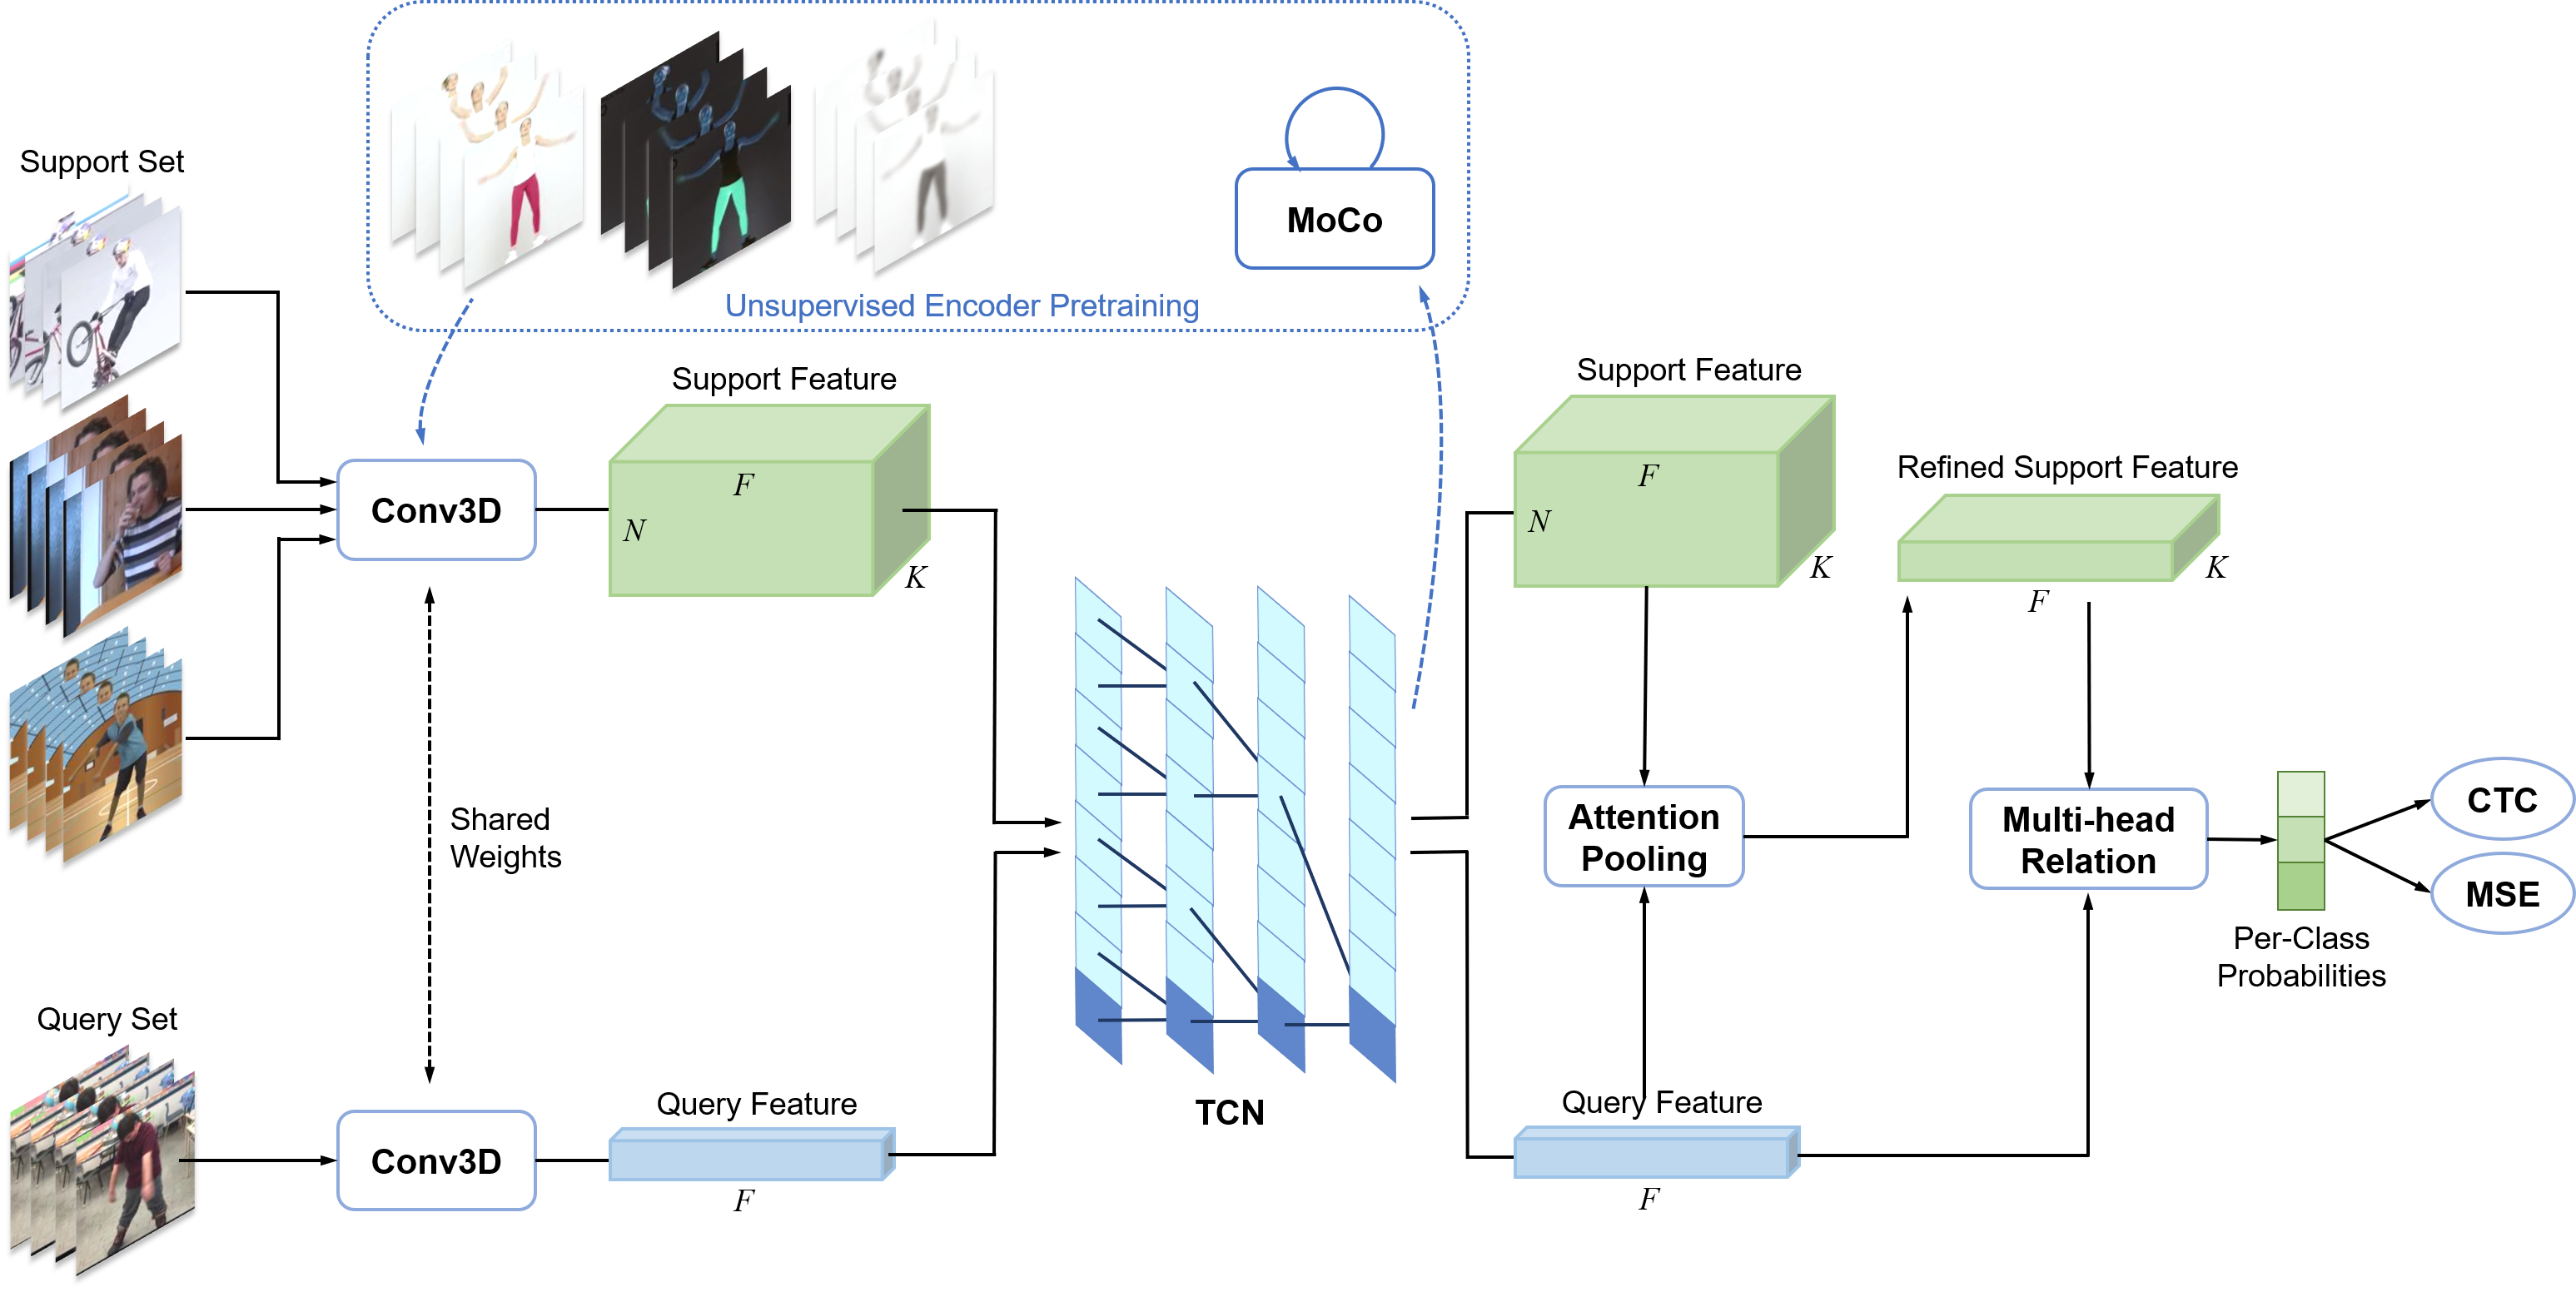 Support Set
MoCo
Unsupervised Encoder Pretraining
Support Feature
F
N
K
Conv3D
Support Feature
F
N
K
Refined Support Feature
K
F
Shared
Weights
Attention
Pooling
Multi-head
Relation
CTC
MSE
Per-Class
Probabilities
Query Set
Conv3D
Query Feature
F
TCN
Query Feature
F